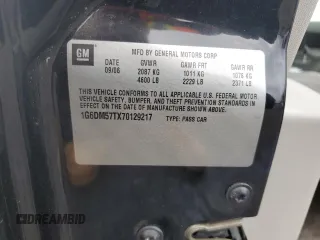 GM
MFD BY GENERAL MOTORS CORP
DATE GVWR GAWR FRT GAWR RR
09/06 2087 KG 1011 KG 1076 KG
4600 LB 2229 LB 2371 LB
THIS VEHICLE CONFORMS TO ALL APPLICABLE U.S. FEDERAL MOTOR
VEHICLE SAFETY, BUMPER, AND THEFT PREVENTION STANDARDS
IN EFFECT ON THE DATE OF MANUFACTURE SHOWN ABOVE.
1G6DM57TX70129217 TYPE: PASS CAR
DREAMBID